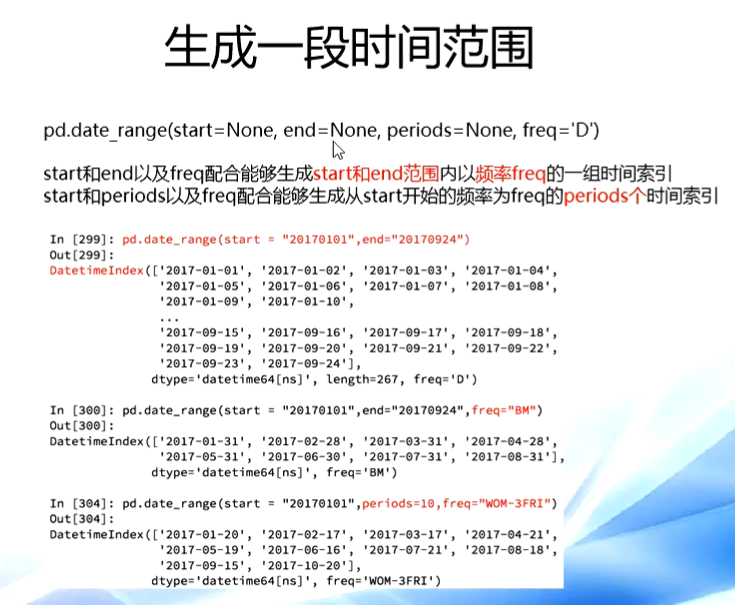 生成一段时间范围
pd.date_range(start=None, end=None, periods=None, freq='D')
start和end以及freq配合能够生成start和end范围内以频率freq的一组时间索引
start和periods以及freq配合能够生成从start开始的频率为freq的periods个时间索引
In [299]: pd.date_range(start = "20170101",end="20170924")
Out[299]:
DatetimeIndex(['2017-01-01', '2017-01-02', '2017-01-03', '2017-01-04',
'2017-01-05', '2017-01-06', '2017-01-07', '2017-01-08',
'2017-01-09', '2017-01-10',
...
'2017-09-15', '2017-09-16', '2017-09-17', '2017-09-18',
'2017-09-19', '2017-09-20', '2017-09-21', '2017-09-22',
'2017-09-23', '2017-09-24'],
dtype='datetime64[ns]', length=267, freq='D')
In [300]: pd.date_range(start = "20170101",end="20170924",freq="BM")
Out[300]:
DatetimeIndex(['2017-01-31', '2017-02-28', '2017-03-31', '2017-04-28',
'2017-05-31', '2017-06-30', '2017-07-31', '2017-08-31'],
dtype='datetime64[ns]', freq='BM')
In [304]: pd.date_range(start = "20170101",periods=10,freq="WOM-3FRI")
Out[304]:
DatetimeIndex(['2017-01-20', '2017-02-17', '2017-03-17', '2017-04-21',
'2017-05-19', '2017-06-16', '2017-07-21', '2017-08-18',
'2017-09-15', '2017-10-20'],
dtype='datetime64[ns]', freq='WOM-3FRI')